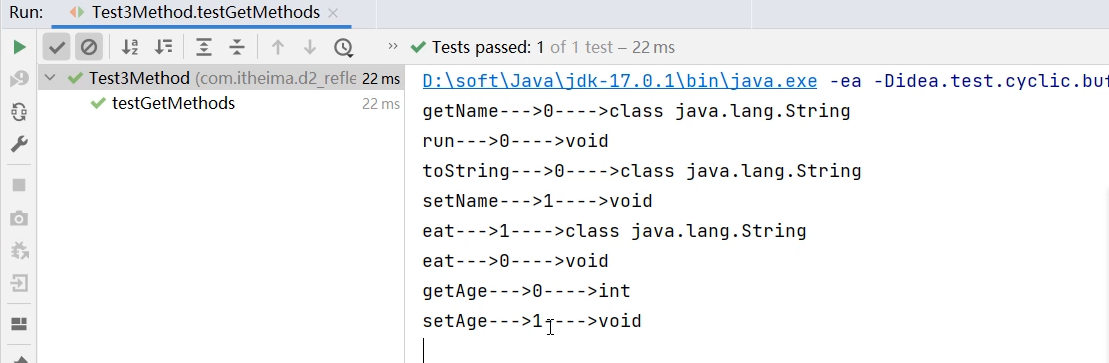 Run: Test3Method.testGetMethods ×
» Tests passed: 1 of 1 test – 22 ms
Test3Method (com.itheima.d2_refle 22 ms
testGetMethods 22 ms
D:\soft\Java\jdk-17.0.1\bin\java.exe -ea -Didea.test.cyclic.buf
getName--->0---->class java.lang.String
run--->0---->void
toString--->0---->class java.lang.String
setName--->1---->void
eat--->1---->class java.lang.String
eat--->0---->void
getAge--->0---->int
setAge--->1---->void